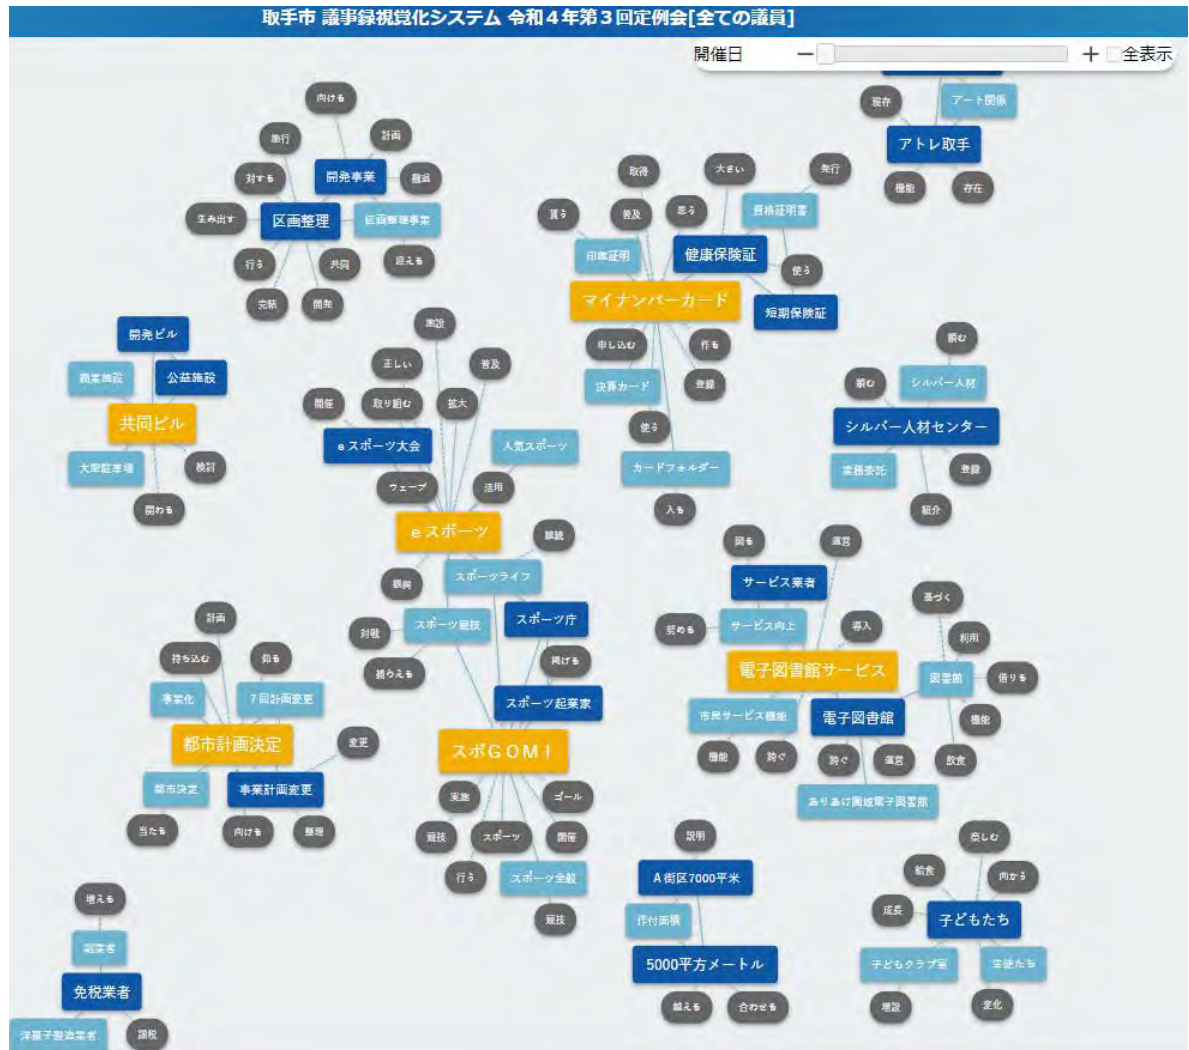 取手市 議事録視覚化システム 令和４年第３回定例会[全ての議員]
開催日
－
＋
全表示
現存
アート関係
アトレ取手
機能
存在
向ける
施行
計画
対する
開発事業
撤退
生み出す
区画整理
区画整理事業
行う
共同
迎える
完結
開発
取得
大きい
発行
貰う
普及
思う
資格証明書
印鑑証明
健康保険証
使う
マイナンバーカード
短期保険証
申し込む
作る
決算カード
登録
使う
カードフォルダー
入る
開発ビル
商業施設
公益施設
共同ビル
大型駐車場
検討
関わる
施設
正しい
普及
開催
取り組む
拡大
eスポーツ大会
人気スポーツ
ウェーブ
活用
eスポーツ
継続
振興
スポーツライフ
対戦
スポーツ競技
スポーツ庁
捕らえる
掲げる
スポーツ起業家
スポGOMI
実施
ゴール
競技
スポーツ
開催
行う
スポーツ全般
競技
頼む
頼む
シルバー人材
シルバー人材センター
業務委託
登録
紹介
図る
運営
サービス業者
基づく
努める
サービス向上
導入
利用
電子図書館サービス
図書館
借りる
市民サービス機能
電子図書館
機能
機能
跨ぐ
跨ぐ
運営
飲食
ありあけ圏域電子図書館
計画
持ち込む
仰る
事業化
7回計画変更
都市計画決定
変更
都市決定
事業計画変更
当たる
向ける
整理
説明
A街区7000平米
作付面積
5000平方メートル
越える
合わせる
楽しむ
給食
向かう
成長
子どもたち
子どもクラブ室
生徒たち
増設
変化
増える
副業者
免税業者
洋菓子製造業者
課税